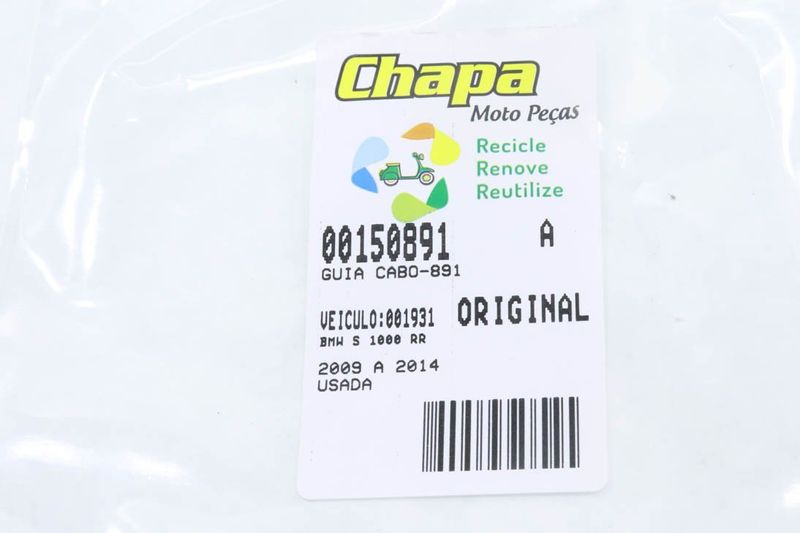 Chapa
Moto Peças
Recicle
Renove
Reutilize
00150891 A
GUIA CABO-891
VEICULO:001931 ORIGINAL
BMW S 1000 RR
2009 A 2014
USADA